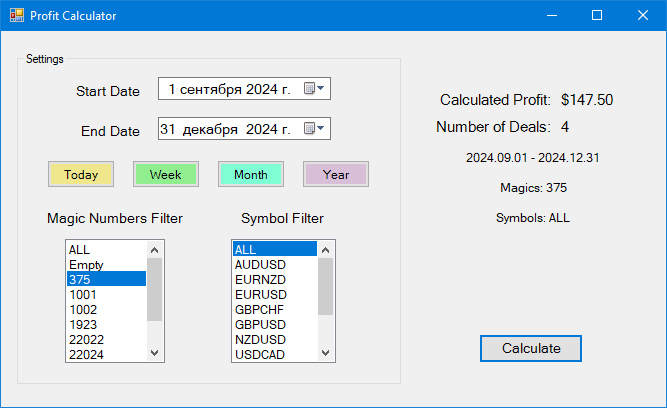 Profit Calculator
Settings
Start Date
1 сентября 2024 г.
End Date
31 декабря 2024 г.
Today
Week
Month
Year
Magic Numbers Filter
ALL
Empty
375
1001
1002
1923
22022
22024
Symbol Filter
ALL
AUDUSD
EURNZD
EURUSD
GBPCHF
GBPUSD
NZDUSD
USDCAD
Calculated Profit: $147.50
Number of Deals: 4
2024.09.01 - 2024.12.31
Magics: 375
Symbols: ALL
Calculate